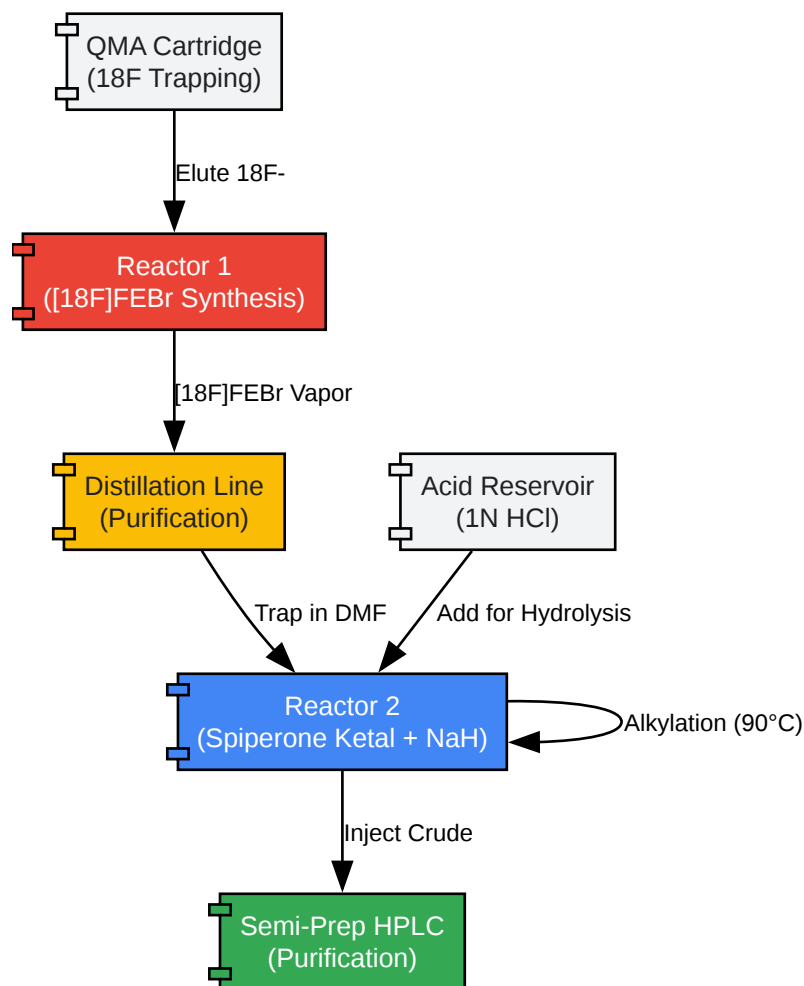 QMA Cartridge
(18F Trapping)
Elute 18F-
Reactor 1
([18F]FEBr Synthesis)
[18F]FEBr Vapor
Distillation Line
(Purification)
Acid Reservoir
(1N HCl)
Trap in DMF
Add for Hydrolysis
Reactor 2
(Spiperone Ketal + NaH)
Alkylation (90°C)
Inject Crude
Semi-Prep HPLC
(Purification)